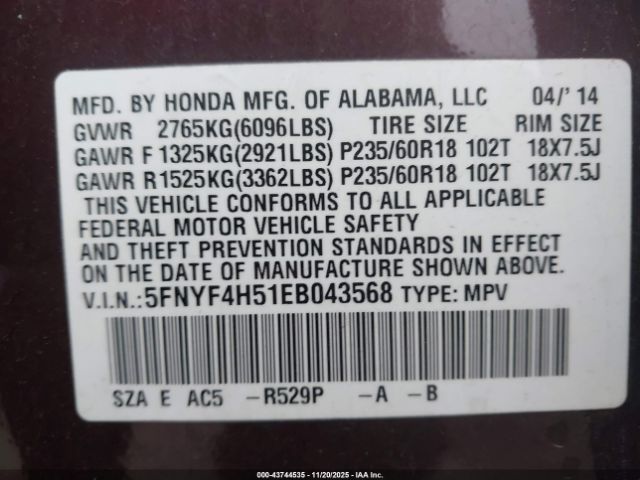 MFD. BY HONDA MFG. OF ALABAMA, LLC 04/' 14
GVWR 2765KG(6096LBS) TIRE SIZE RIM SIZE
GAWR F 1325KG(2921LBS) P235/60R18 102T 18X7.5J
GAWR R 1525KG(3362LBS) P235/60R18 102T 18X7.5J
THIS VEHICLE CONFORMS TO ALL APPLICABLE
FEDERAL MOTOR VEHICLE SAFETY
AND THEFT PREVENTION STANDARDS IN EFFECT
ON THE DATE OF MANUFACTURE SHOWN ABOVE.
V.I.N.:5FNYF4H51EB043568 TYPE: MPV
SZA E AC5 -R529P -A -B
000-43744535 - 11/20/2025 - IAA Inc.